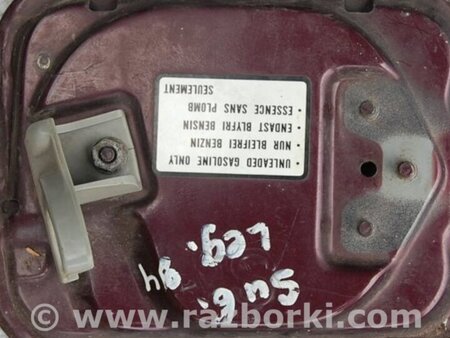 • UNLEADED GASOLINE ONLY
• NUR BLEIFREI BENZIN
• ENDAST BLYFRI BENSIN
• ESSENCE SANS PLOMB
SEULEMENT
Sub.
Leg. 94
© www.razborki.com